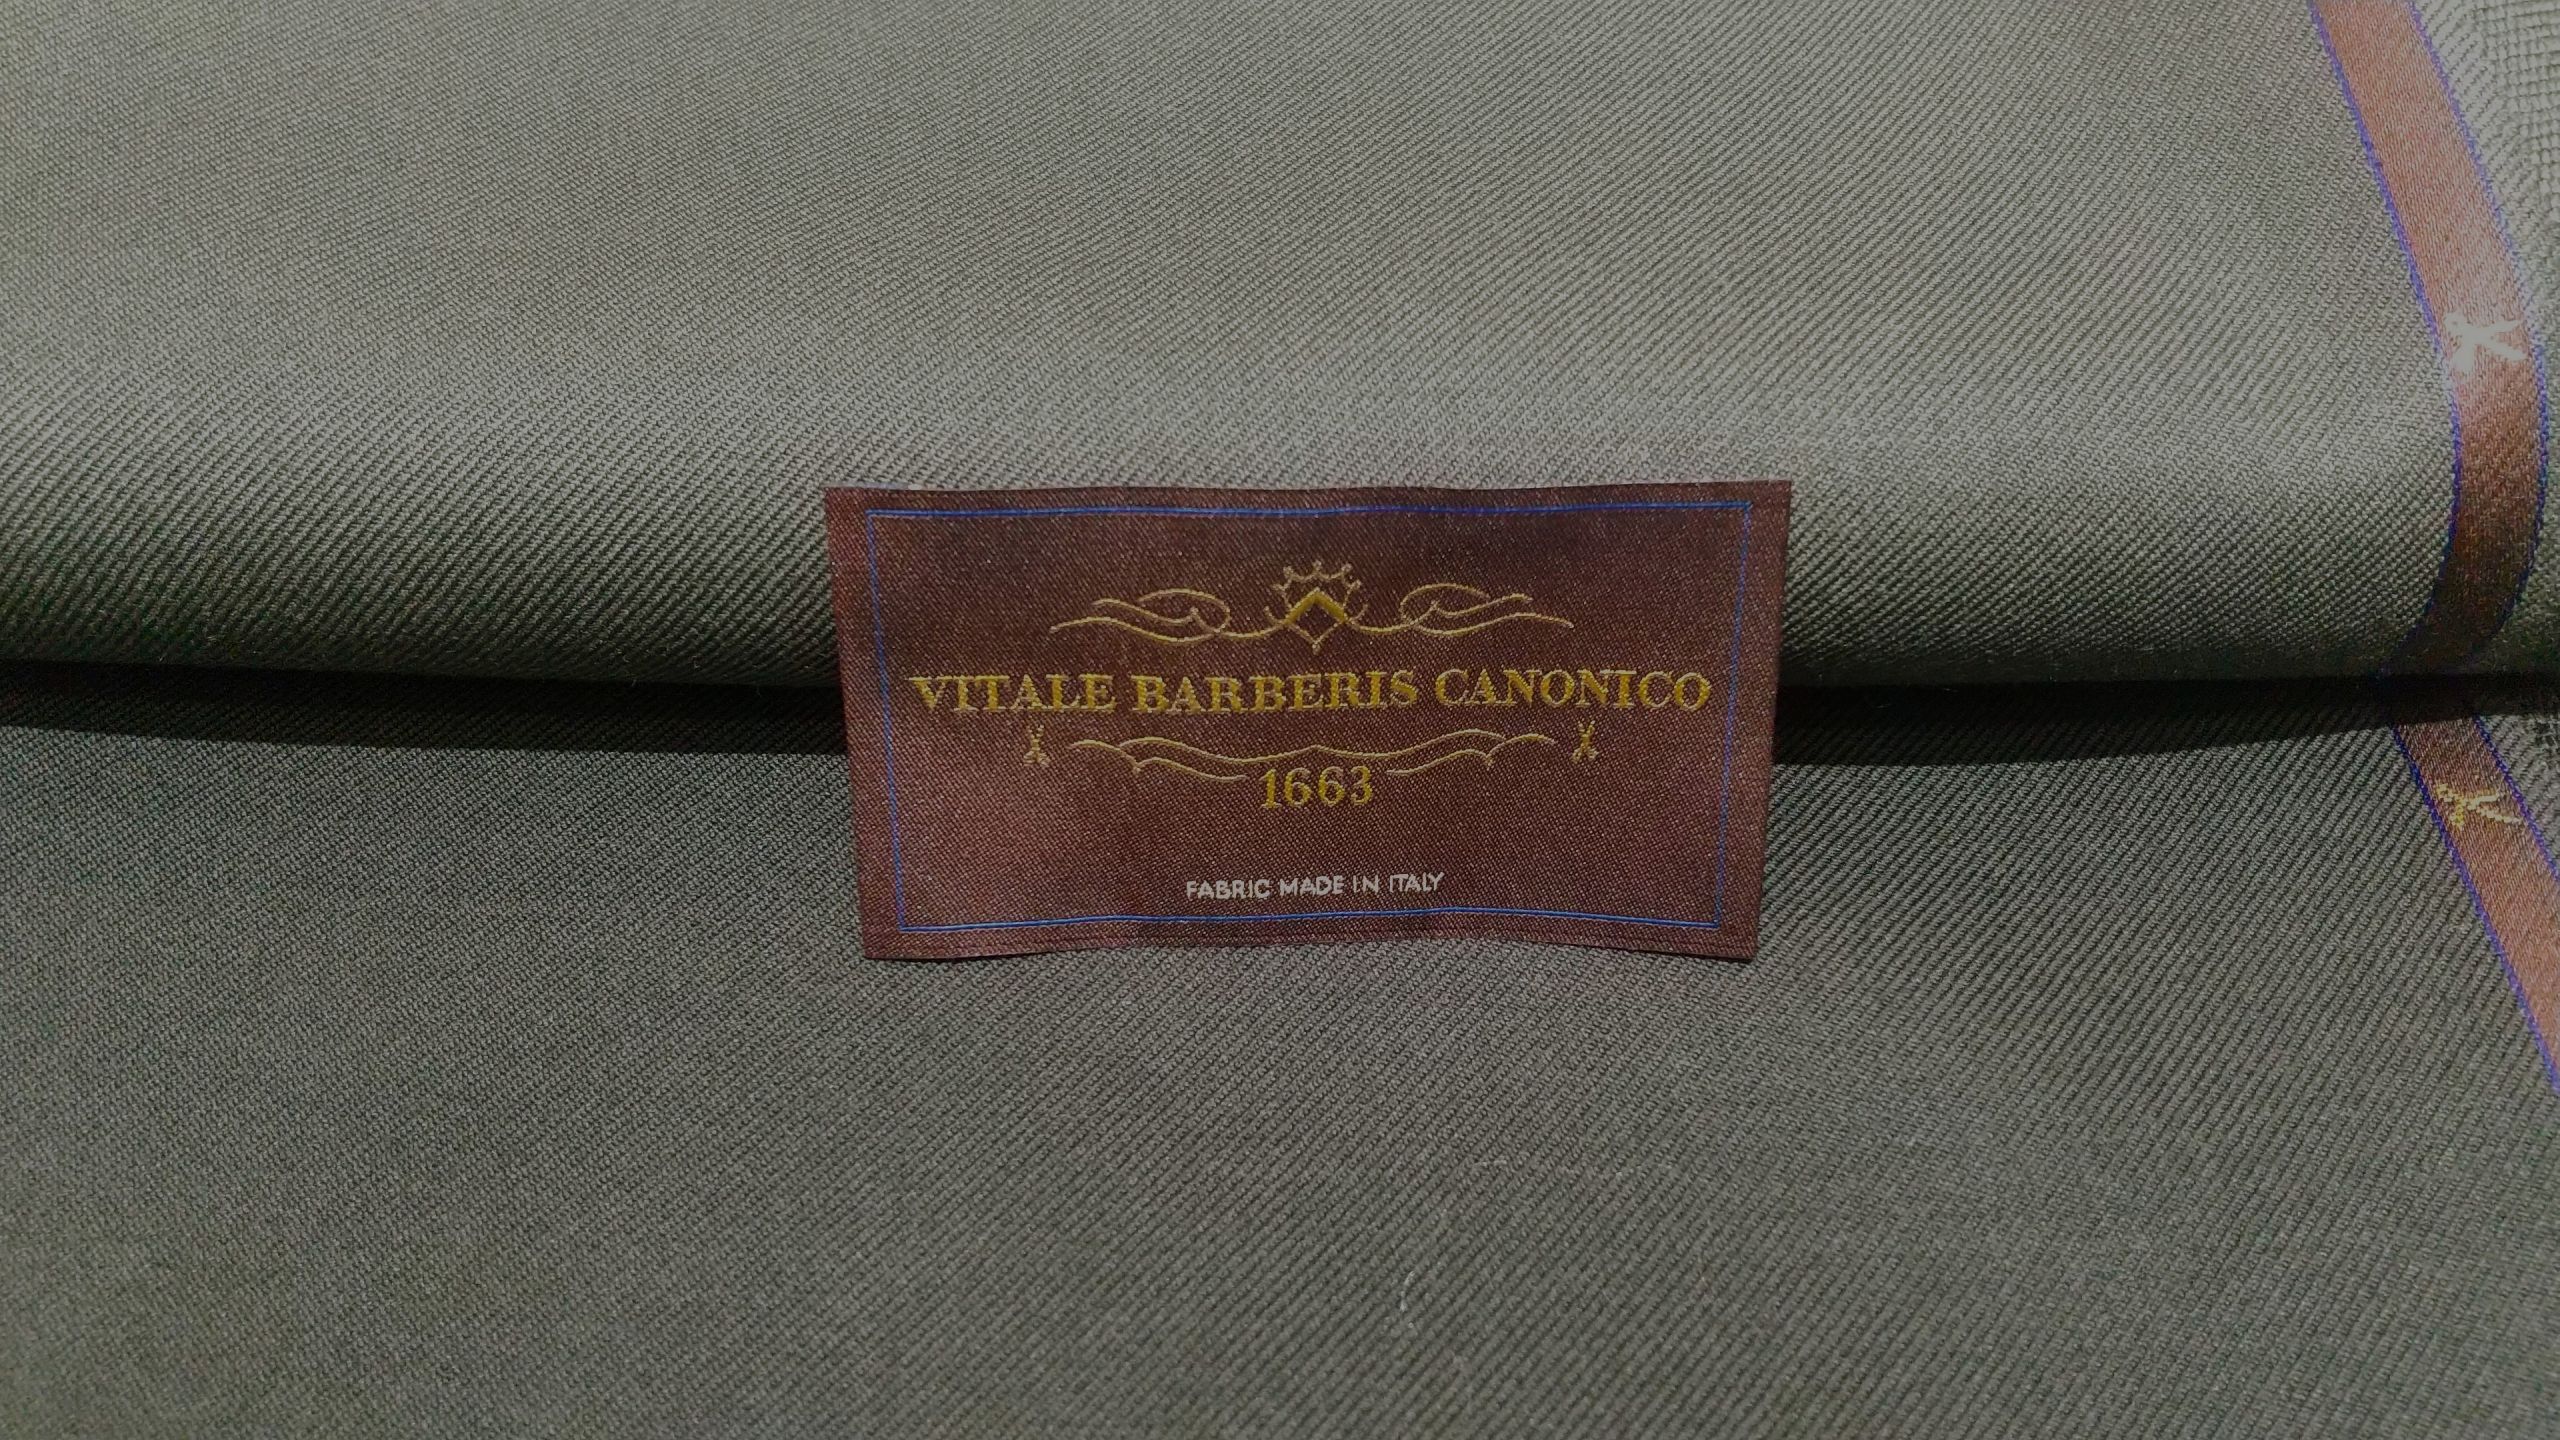 VITALE BARBERIS CANONICO
1663
FABRIC MADE IN ITALY